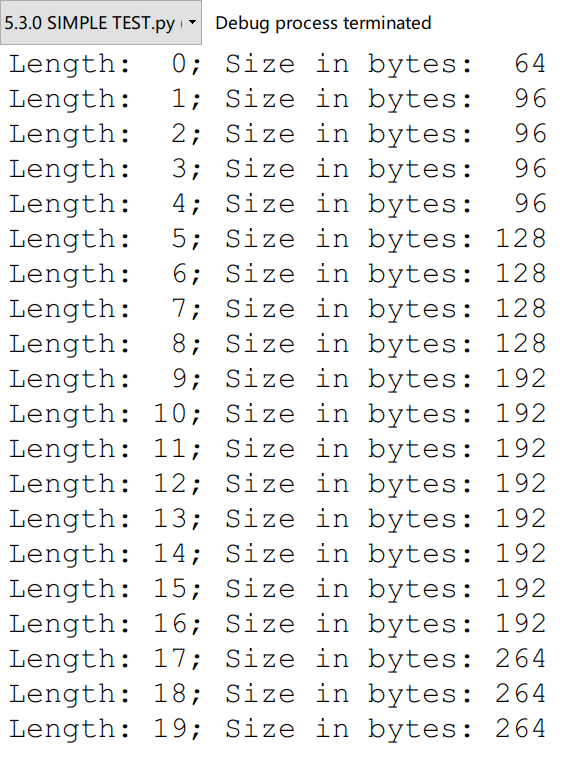 5.3.0 SIMPLE TEST.py Debug process terminated
Length:   0; Size in bytes:   64
Length:   1; Size in bytes:   96
Length:   2; Size in bytes:   96
Length:   3; Size in bytes:   96
Length:   4; Size in bytes:   96
Length:   5; Size in bytes: 128
Length:   6; Size in bytes: 128
Length:   7; Size in bytes: 128
Length:   8; Size in bytes: 128
Length:   9; Size in bytes: 192
Length: 10; Size in bytes: 192
Length: 11; Size in bytes: 192
Length: 12; Size in bytes: 192
Length: 13; Size in bytes: 192
Length: 14; Size in bytes: 192
Length: 15; Size in bytes: 192
Length: 16; Size in bytes: 192
Length: 17; Size in bytes: 264
Length: 18; Size in bytes: 264
Length: 19; Size in bytes: 264